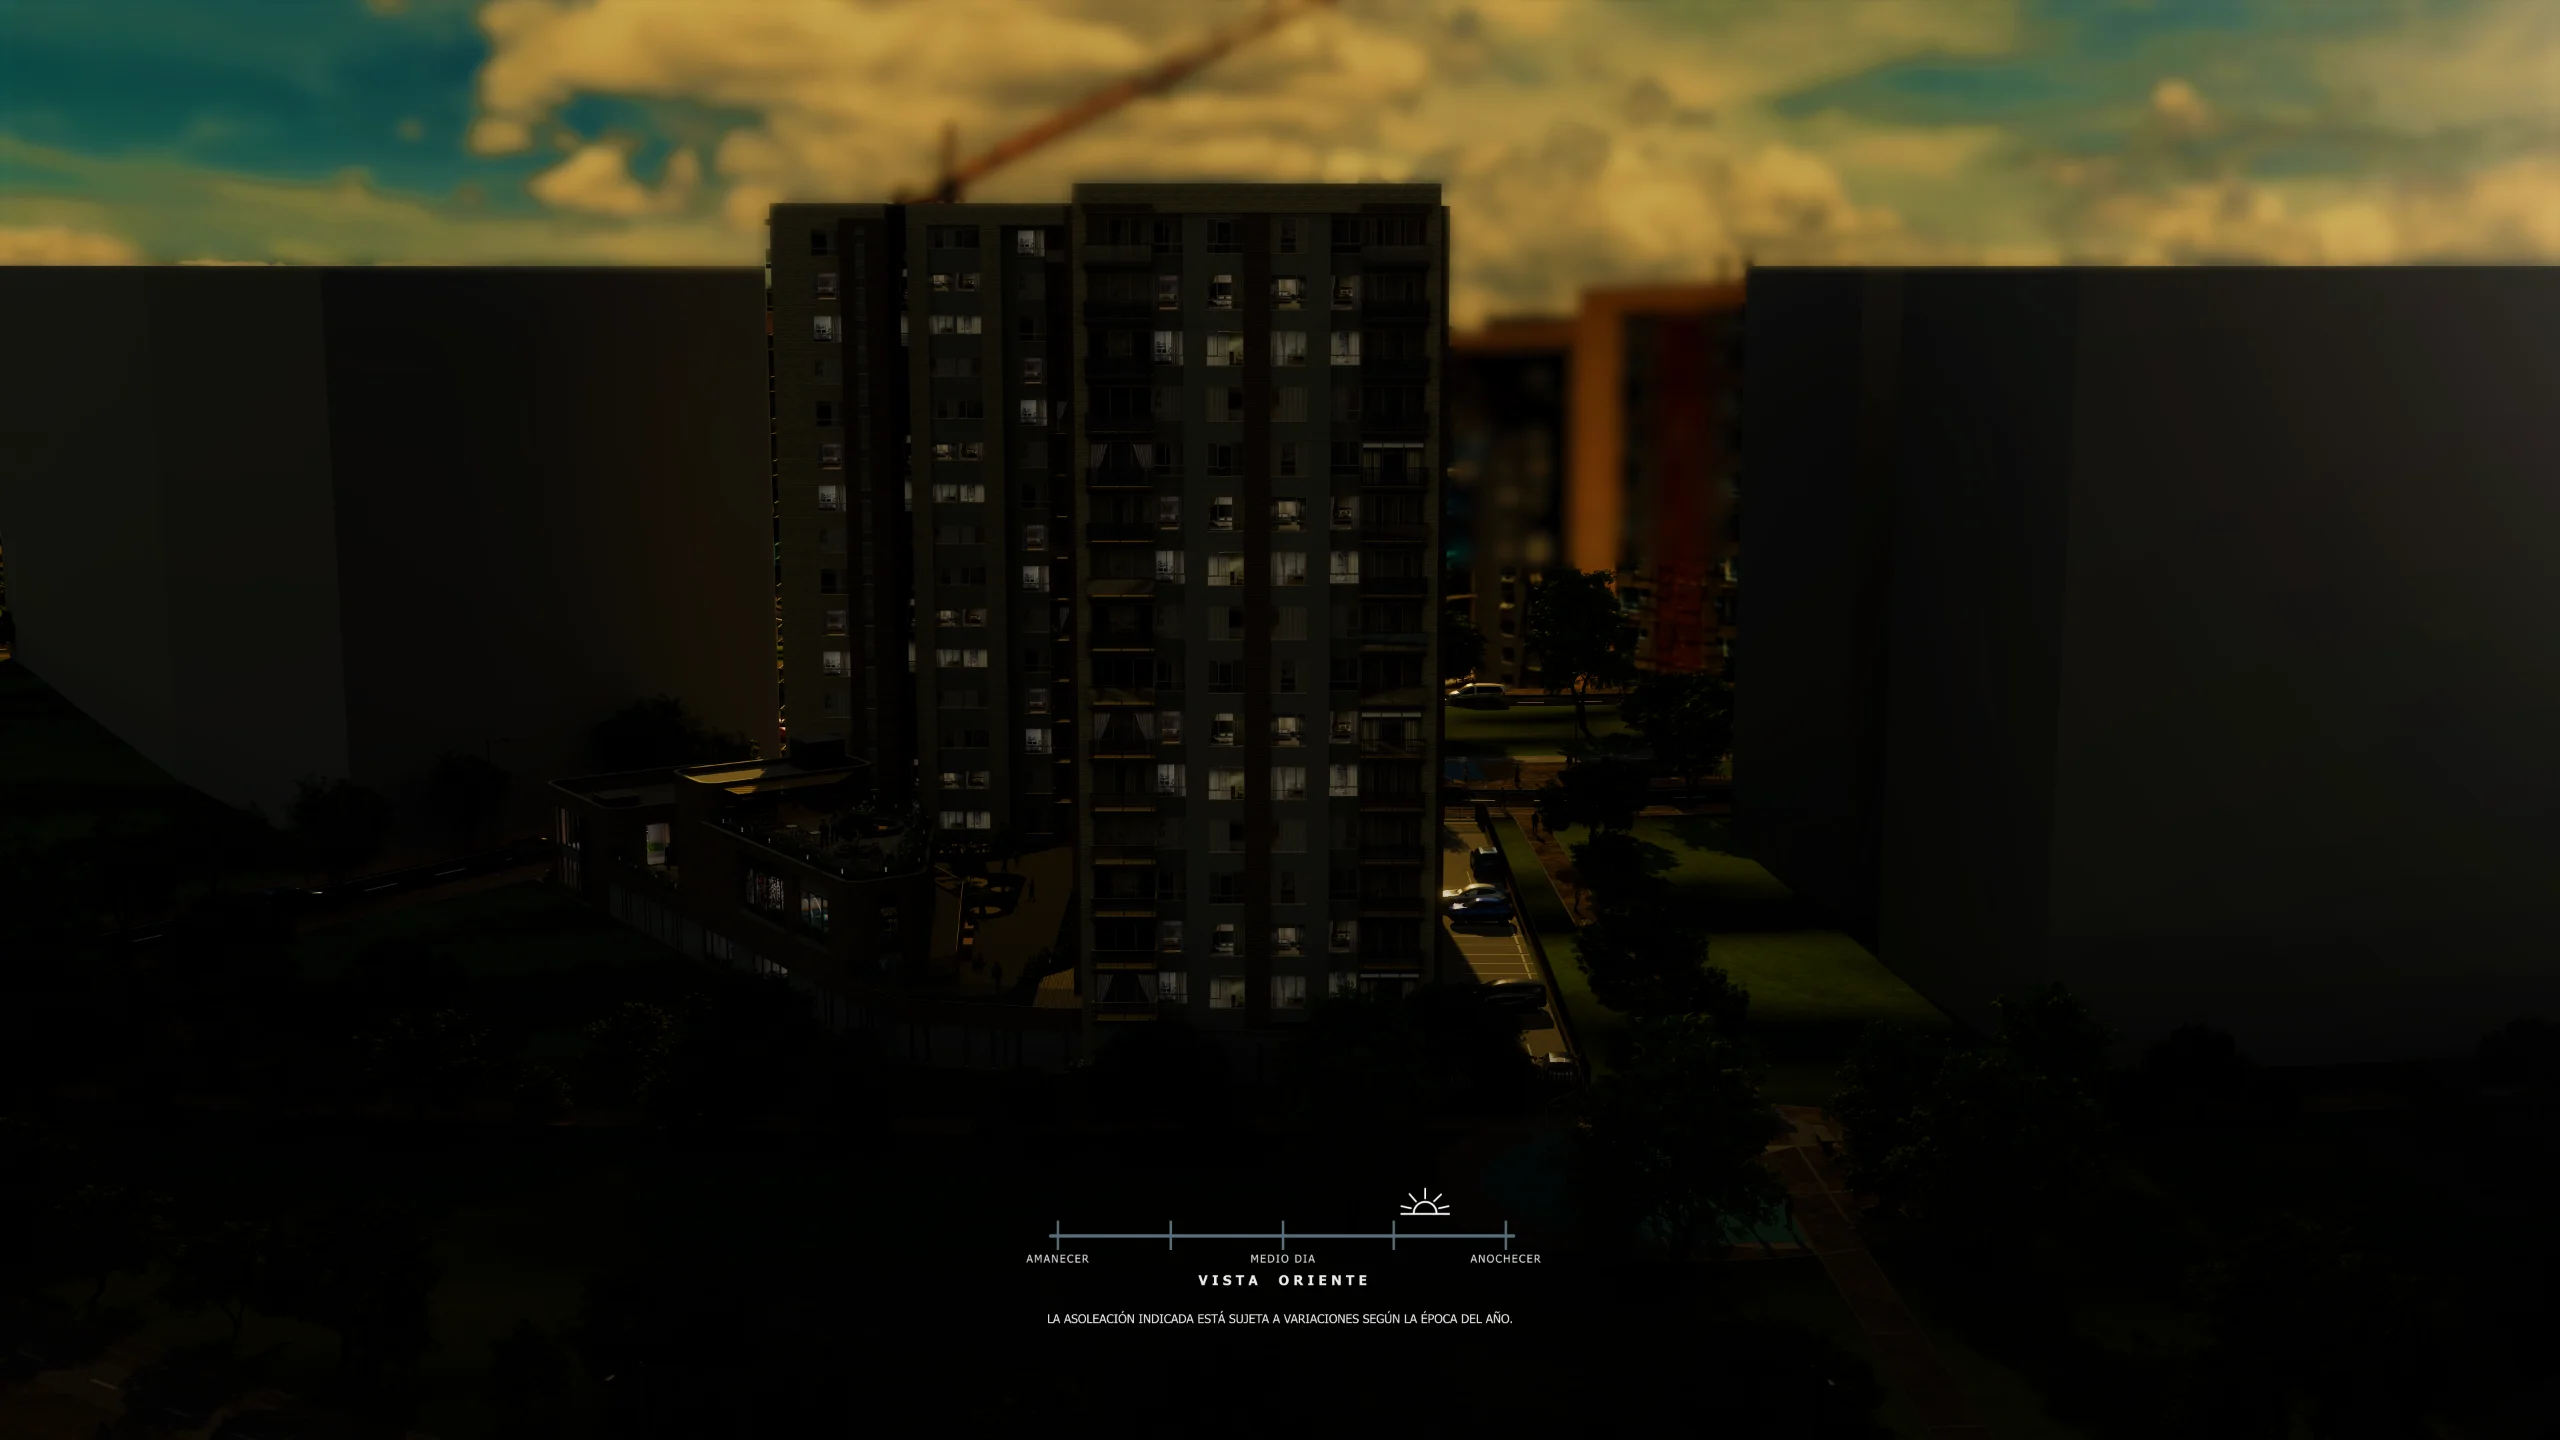 AMANECER
MEDIO DIA
ANOCHECER
VISTA ORIENTE
LA ASOLEACIÓN INDICADA ESTÁ SUJETA A VARIACIONES SEGÚN LA ÉPOCA DEL AÑO.